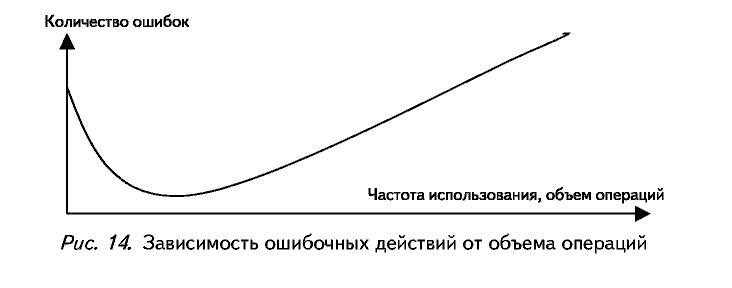 Количество ошибок
Частота использования, объем операций
Рис. 14. Зависимость ошибочных действий от объема операций